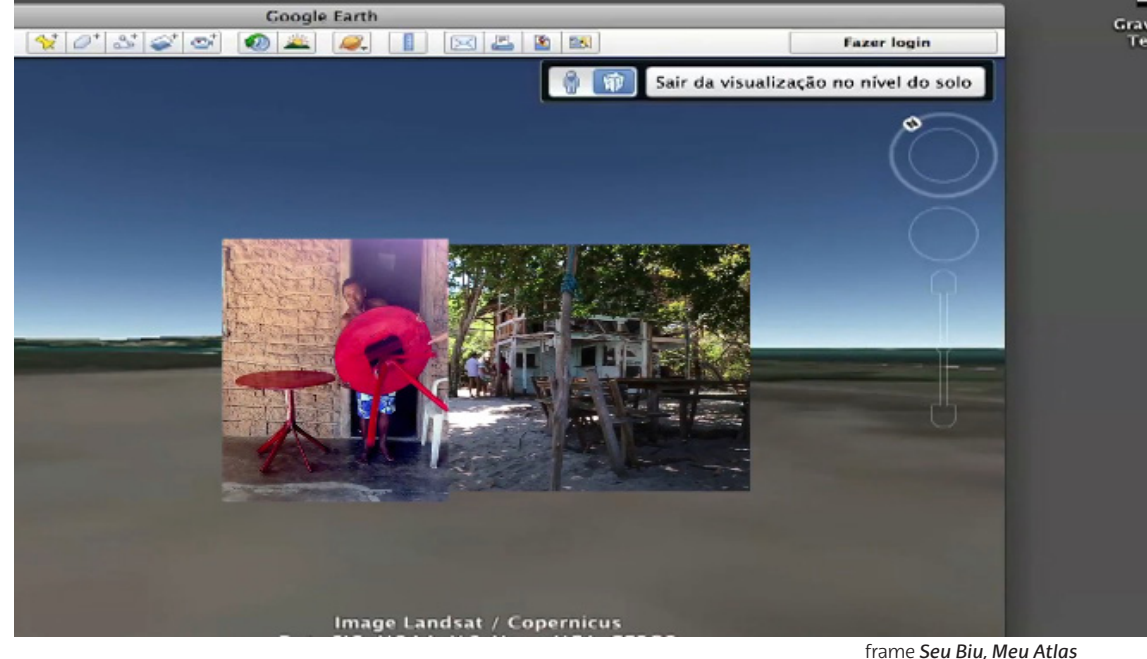 Google Earth
Fazer login
Sair da visualização no nível do solo
N
Image Landsat / Copernicus
frame Seu Biu, Meu Atlas